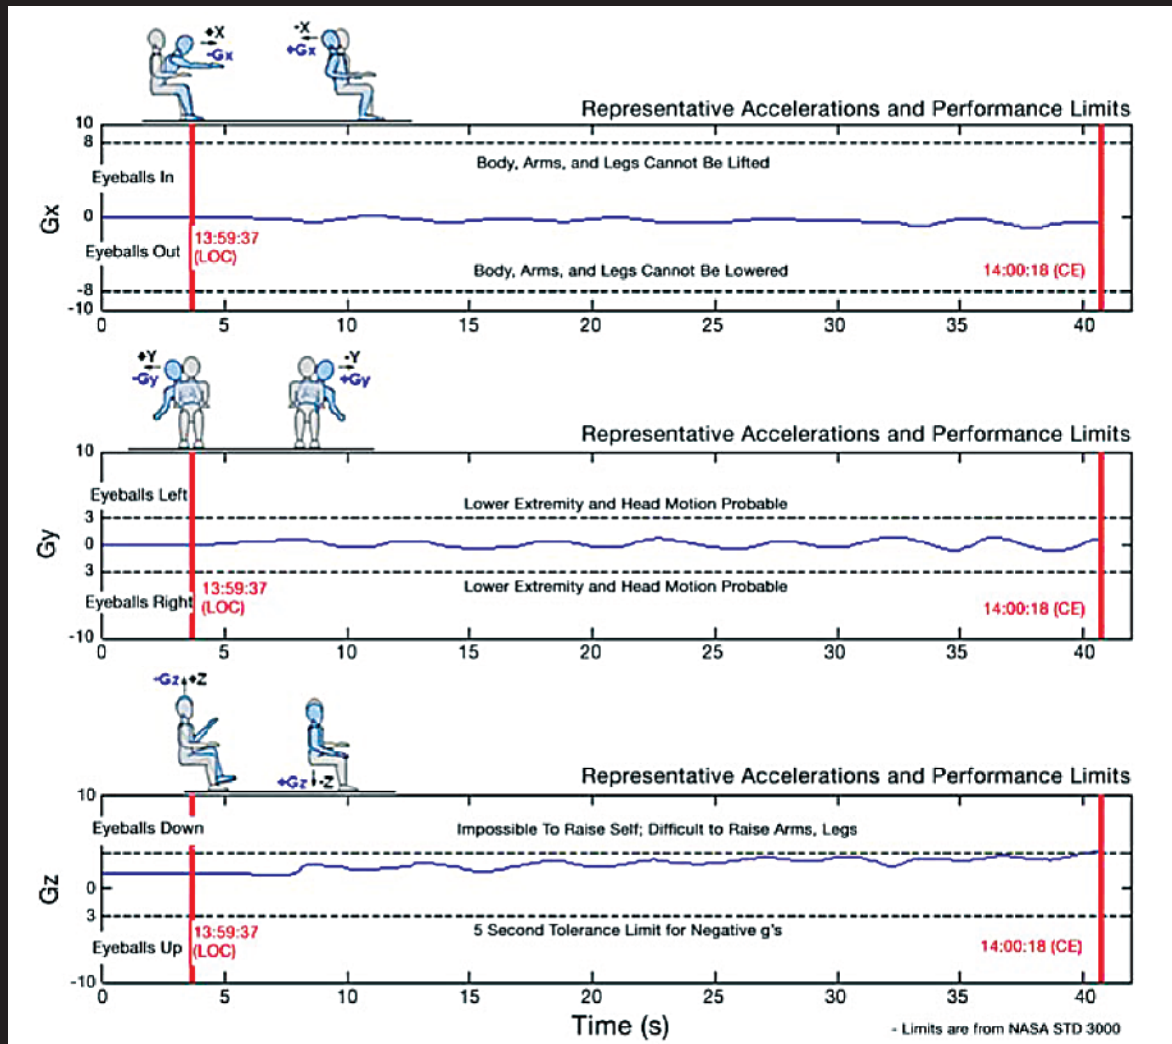 +X
-Gx
-X
+Gx
Representative Accelerations and Performance Limits
10
8
Body, Arms, and Legs Cannot Be Lifted
Eyeballs In
Gx
0
13:59:37
(LOC)
Eyeballs Out
Body, Arms, and Legs Cannot Be Lowered
14:00:18 (CE)
-8
-10
0 5 10 15 20 25 30 35 40
+Y
-Gy
-Y
+Gy
Representative Accelerations and Performance Limits
10
Eyeballs Left
Lower Extremity and Head Motion Probable
3
Gy
0
3
13:59:37
(LOC)
Lower Extremity and Head Motion Probable
Eyeballs Right
14:00:18 (CE)
-10
0 5 10 15 20 25 30 35 40
-Gz +Z
+Gz -Z
Representative Accelerations and Performance Limits
10
Eyeballs Down
Impossible To Raise Self; Difficult to Raise Arms, Legs
Gz
0
3
13:59:37
(LOC)
5 Second Tolerance Limit for Negative g's
Eyeballs Up
14:00:18 (CE)
-10
0 5 10 15 20 25 30 35 40
Time (s)
- Limits are from NASA STD 3000